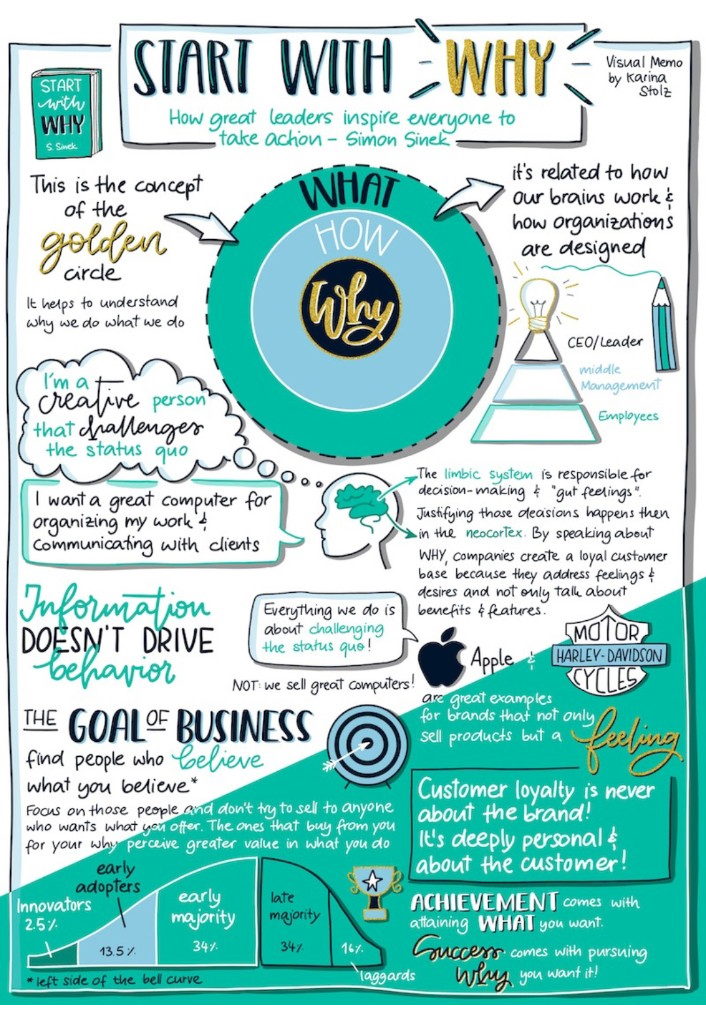 START WITH WHY
How great leaders inspire everyone to
take action - Simon Sinek
Visual Memo
by Karina
Stolz
START
with
WHY
S. Sinek
This is the concept
of the
golden
circle
It helps to understand
why we do what we do
WHAT
HOW
Why
it's related to how
our brains work &
how organizations
are designed
CEO/Leader
middle
Management
Employees
I'm a
creative person
that challenges
the status quo
I want a great computer for
organizing my work &
communicating with clients
The limbic system is responsible for
decision-making & "gut feelings".
Justifying those decisions happens then
in the neocortex. By speaking about
WHY, companies create a loyal customer
base because they address feelings &
desires and not only talk about
benefits & features.
Information
DOESN'T DRIVE
behavior
Everything we do is
about challenging
the status quo!
NOT: we sell great computers!
Apple &
MOTOR
HARLEY-DAVIDSON
CYCLES
are great examples
for brands that not only
sell products but a feeling
THE GOAL OF BUSINESS
find people who believe
what you believe*
Focus on those people and don't try to sell to anyone
who wants what you offer. The ones that buy from you
for your why perceive greater value in what you do
Customer loyalty is never
about the brand!
It's deeply personal &
about the customer!
Innovators
2.5%
early
adopters
13.5%
early
majority
34%
late
majority
34%
16%
laggards
*left side of the bell curve
ACHIEVEMENT comes with
attaining WHAT you want.
Success comes with pursuing
Why you want it!